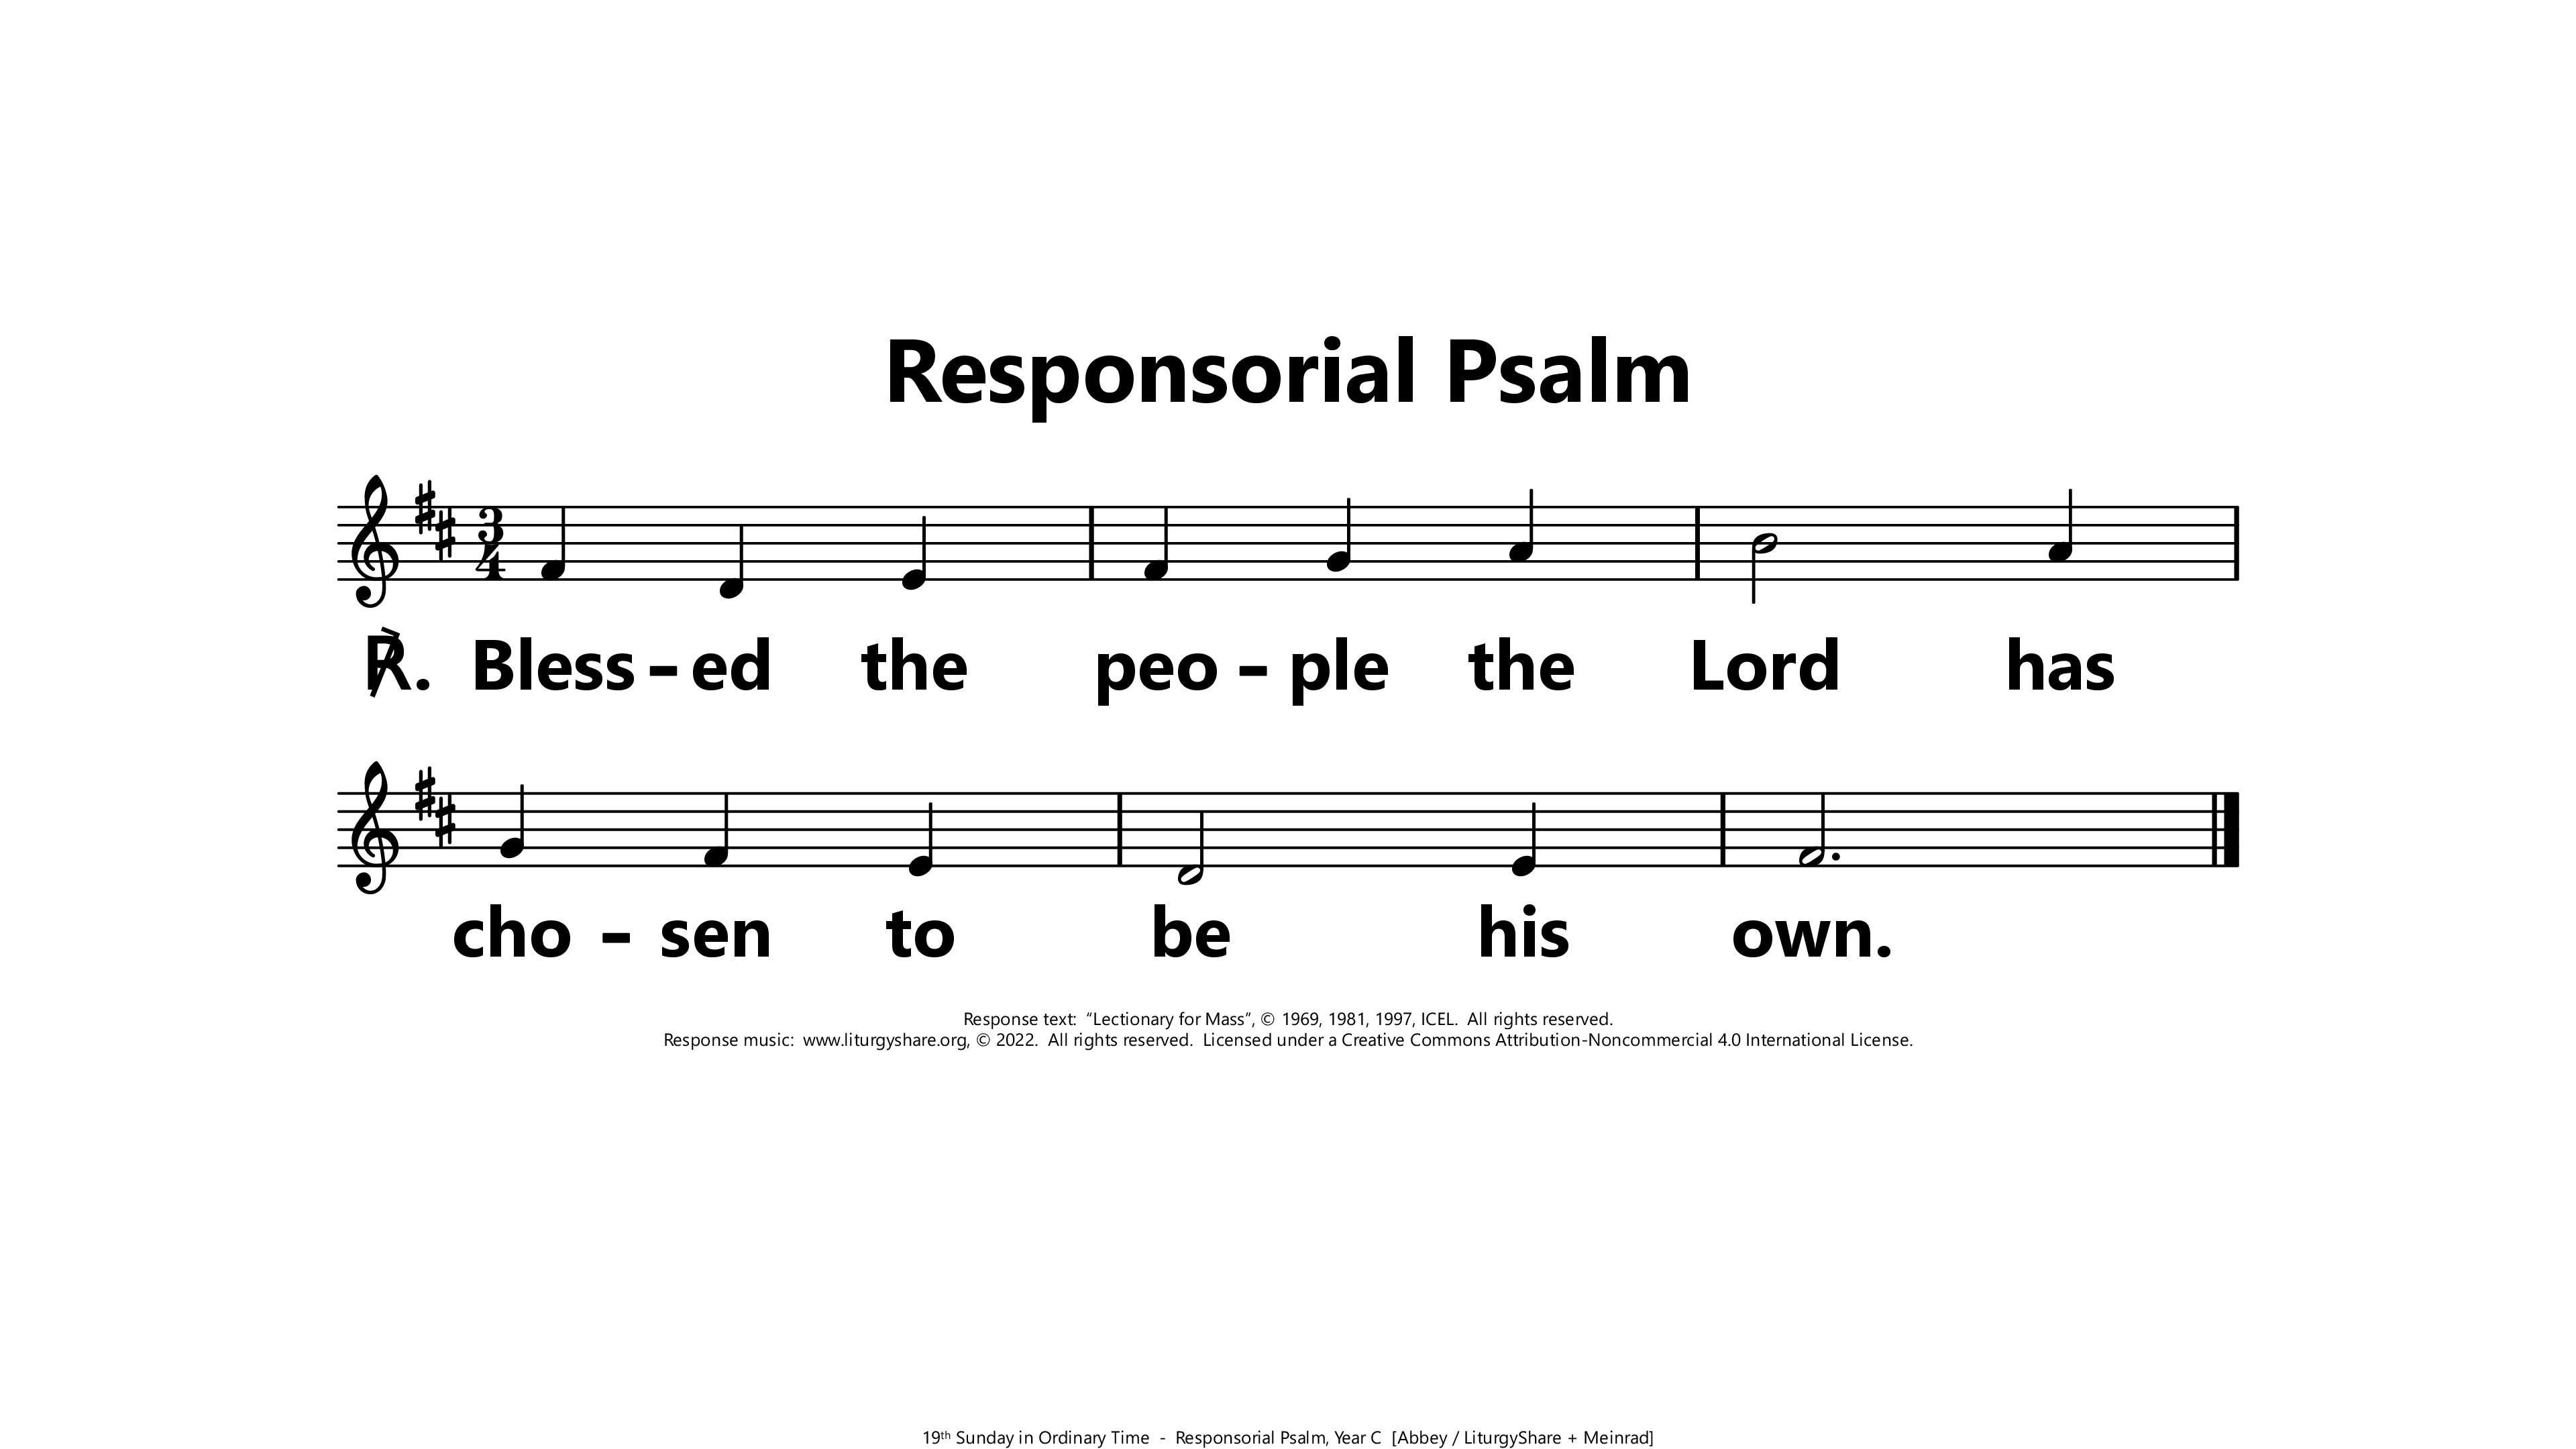 Responsorial Psalm
3
4
℟. Bless-ed the peo-ple the Lord has
cho-sen to be his own.
Response text:  “Lectionary for Mass”, © 1969, 1981, 1997, ICEL.  All rights reserved.
Response music:  www.liturgyshare.org, © 2022.  All rights reserved.  Licensed under a Creative Commons Attribution-Noncommercial 4.0 International License.
19th Sunday in Ordinary Time  -  Responsorial Psalm, Year C  [Abbey / LiturgyShare + Meinrad]